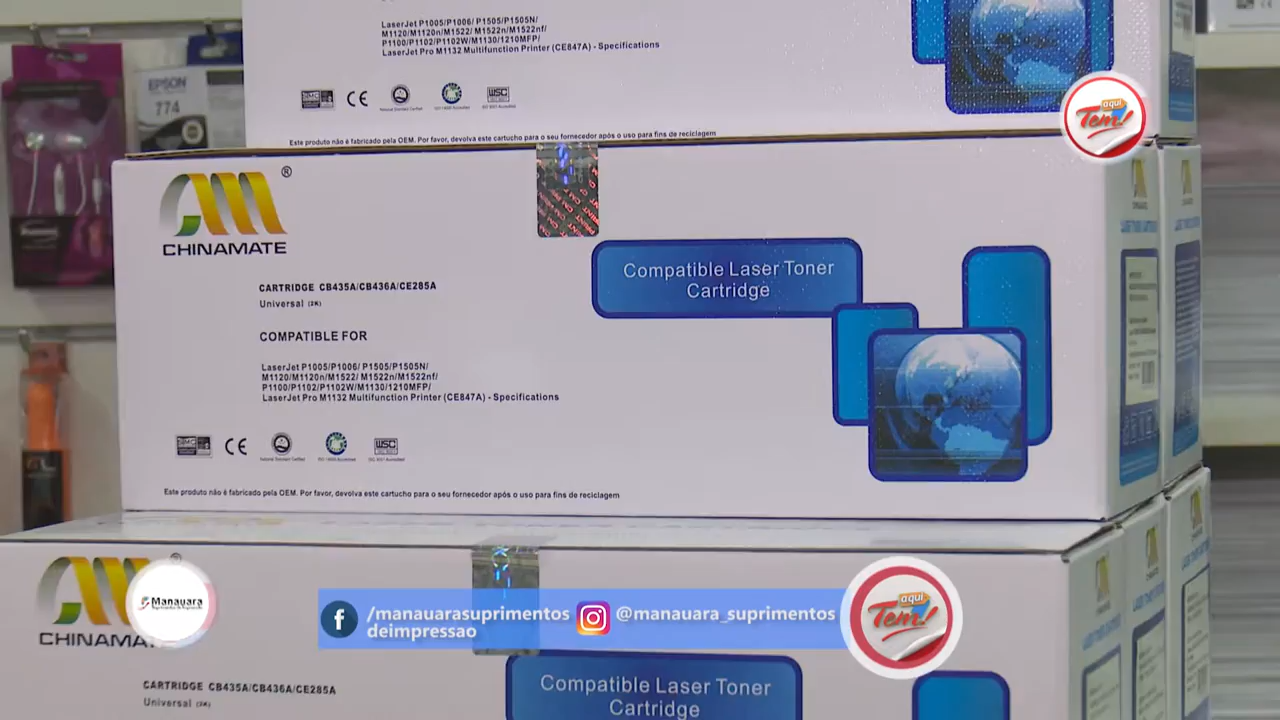 LaserJet P1005/P1006/ P1505/P1505N/
M1120/M1120n/M1522/ M1522n/M1522nf/
P1100/P1102/P1102W/M1130/1210MFP/
LaserJet Pro M1132 Multifunction Printer (CE847A) - Specifications
EPSON
774
CE
WSC
Este produto não é fabricado pela OEM. Por favor, devolva este cartucho para o seu fornecedor após o uso para fins de reciclagem
aqui
Tem!
®
CHINAMATE
Compatible Laser Toner
Cartridge
CARTRIDGE CB435A/CB436A/CE285A
Universal (2K)
COMPATIBLE FOR
LaserJet P1005/P1006/ P1505/P1505N/
M1120/M1120n/M1522/ M1522n/M1522nf/
P1100/P1102/P1102W/M1130/1210MFP/
LaserJet Pro M1132 Multifunction Printer (CE847A) - Specifications
CE
WSC
Este produto não é fabricado pela OEM. Por favor, devolva este cartucho para o seu fornecedor após o uso para fins de reciclagem
®
CHINAMA
Manauara
/manauarasuprimentos
deimpressao
@manauara_suprimentos
aqui
Tem!
CARTRIDGE CB435A/CB436A/CE285A
Universal (2K)
Compatible Laser Toner
Cartridge